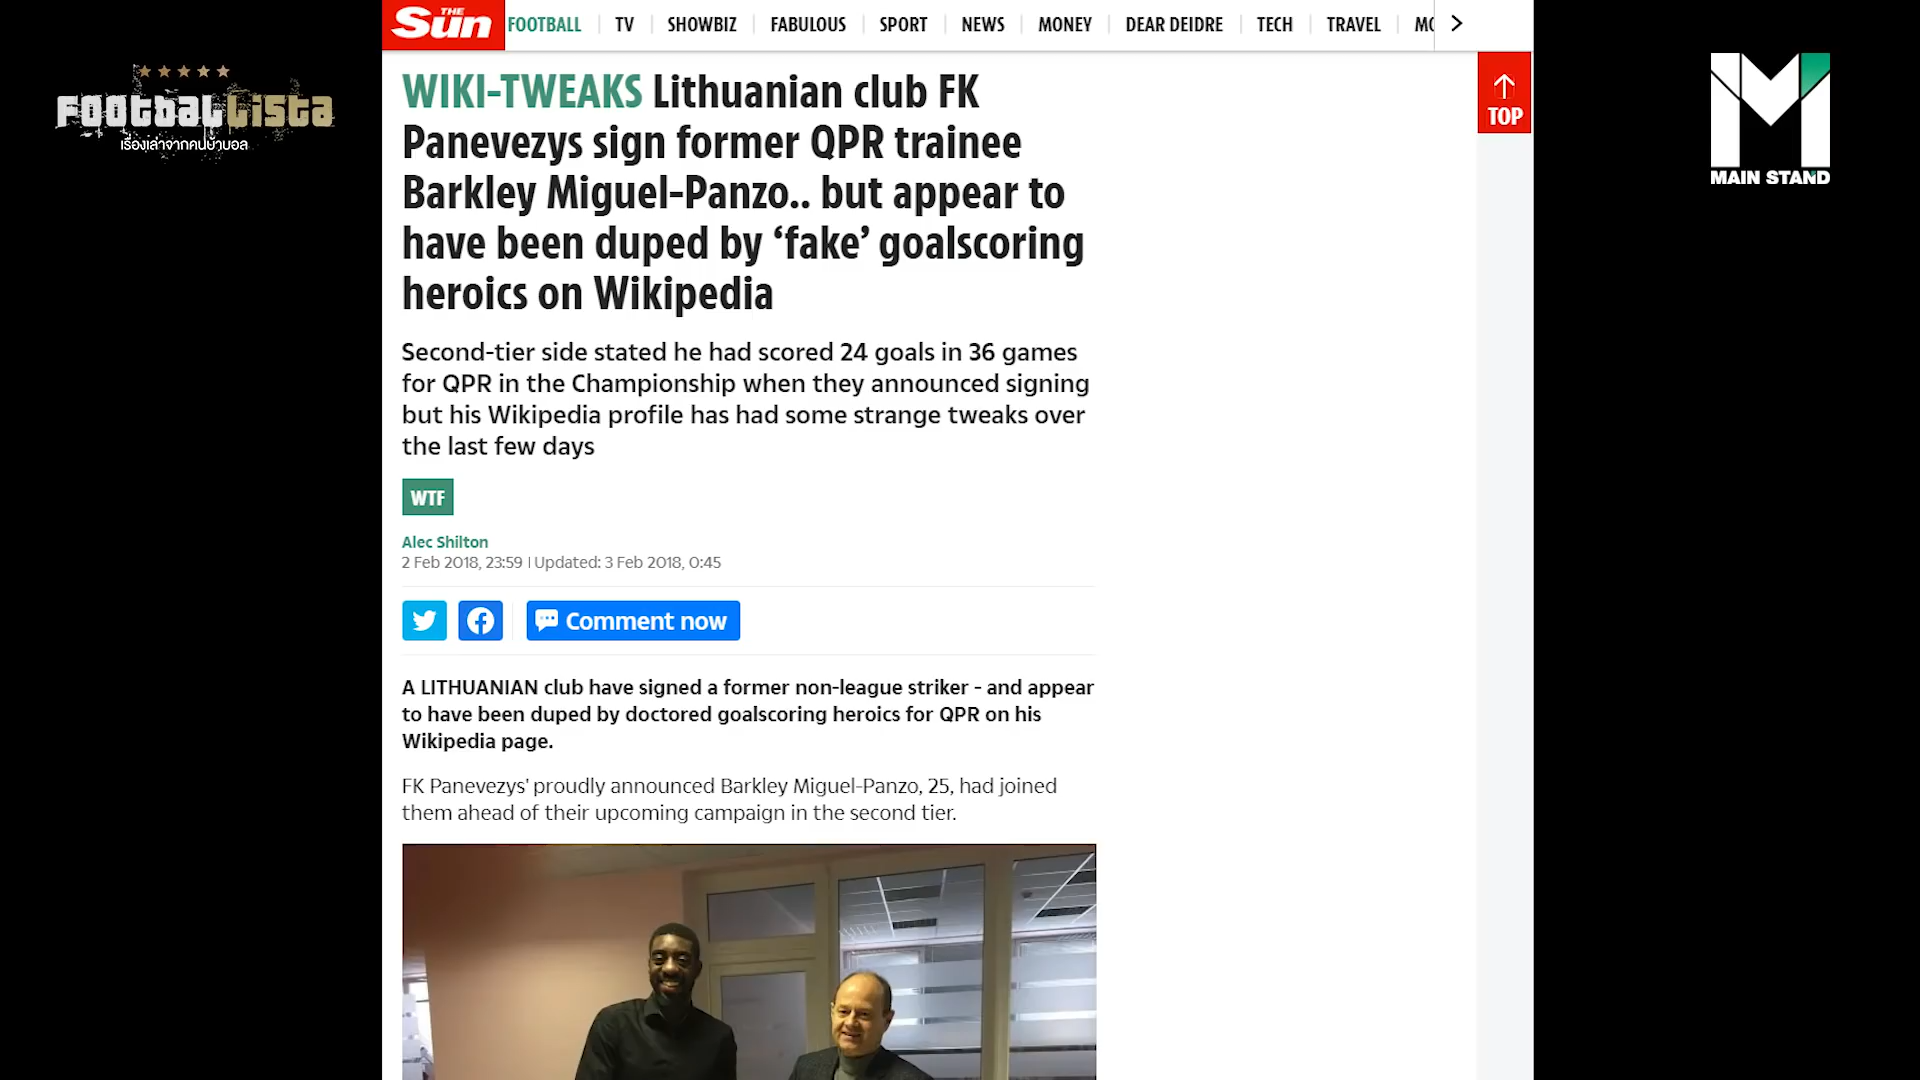 THE Sun
FOOTBALL TV SHOWBIZ FABULOUS SPORT NEWS MONEY DEAR DEIDRE TECH TRAVEL
FOOTBALLISTA
เรื่องเล่าจากคนบ้าบอล
MAIN STAND
TOP
WIKI-TWEAKS Lithuanian club FK
Panevezys sign former QPR trainee
Barkley Miguel-Panzo.. but appear to
have been duped by ‘fake’ goalscoring
heroics on Wikipedia
Second-tier side stated he had scored 24 goals in 36 games
for QPR in the Championship when they announced signing
but his Wikipedia profile has had some strange tweaks over
the last few days
WTF
Alec Shilton
2 Feb 2018, 23:59 | Updated: 3 Feb 2018, 0:45
Comment now
A LITHUANIAN club have signed a former non-league striker - and appear
to have been duped by doctored goalscoring heroics for QPR on his
Wikipedia page.
FK Panevezys' proudly announced Barkley Miguel-Panzo, 25, had joined
them ahead of their upcoming campaign in the second tier.